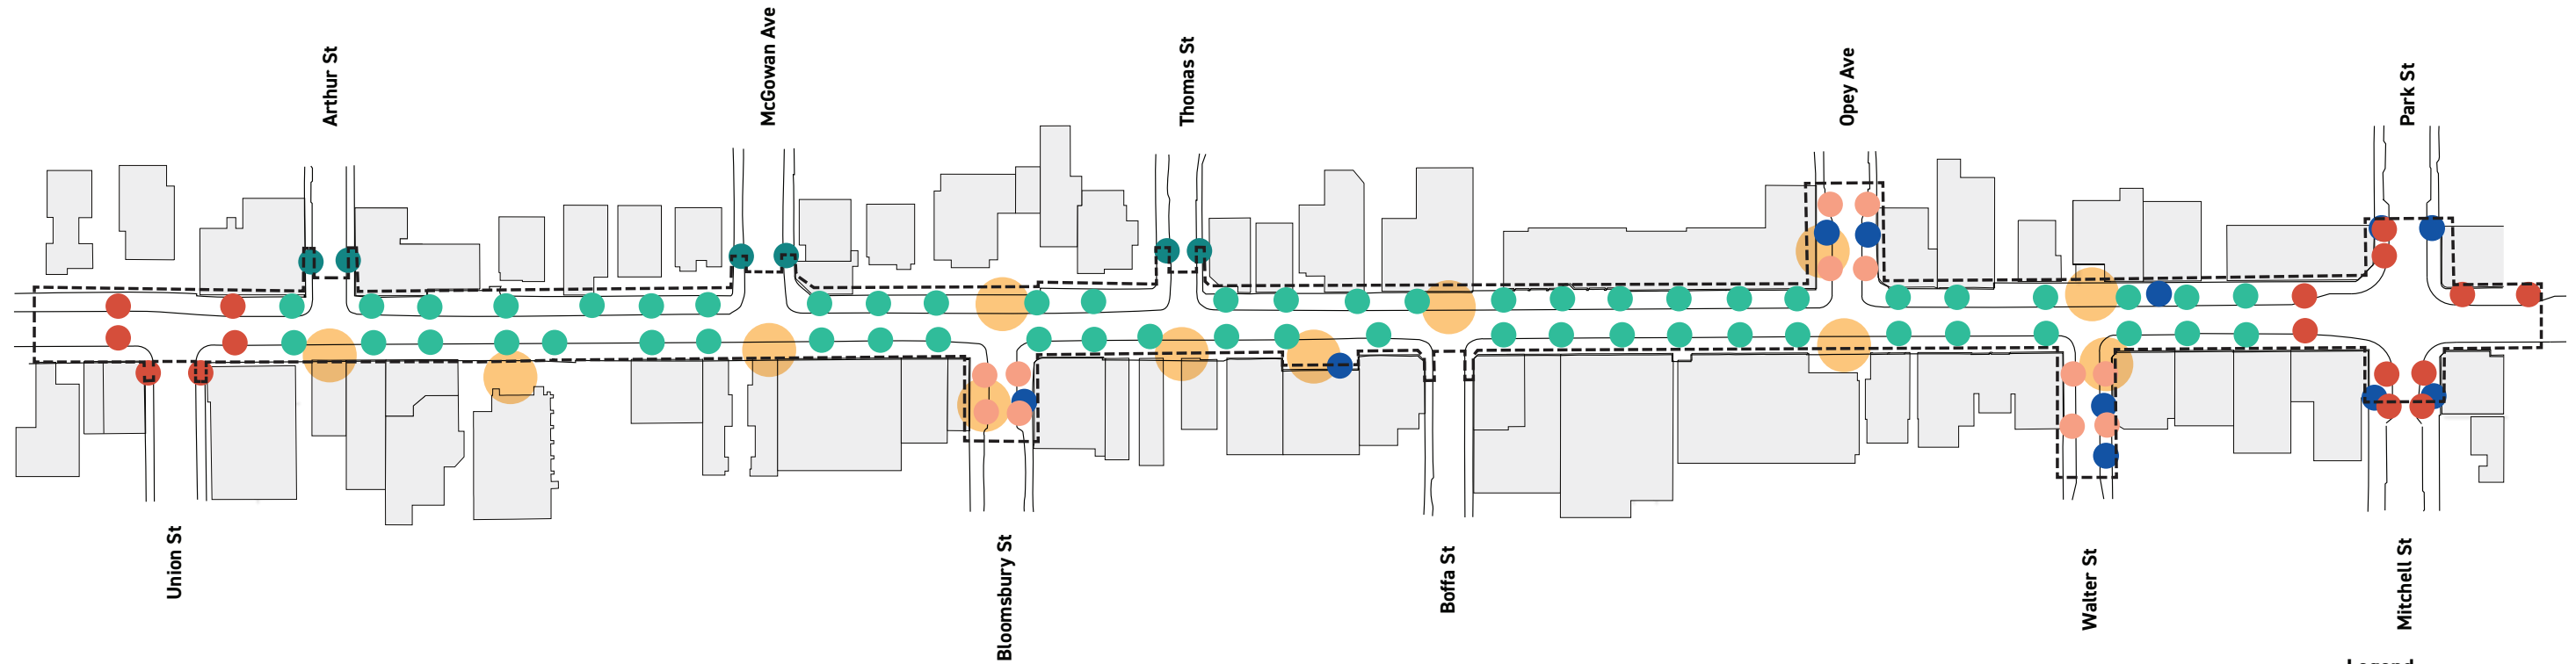 Arthur St
McGowan Ave
Thomas St
Opey Ave
Park St
Union St
Bloomsbury St
Boffa St
Walter St
Mitchell St
Legend